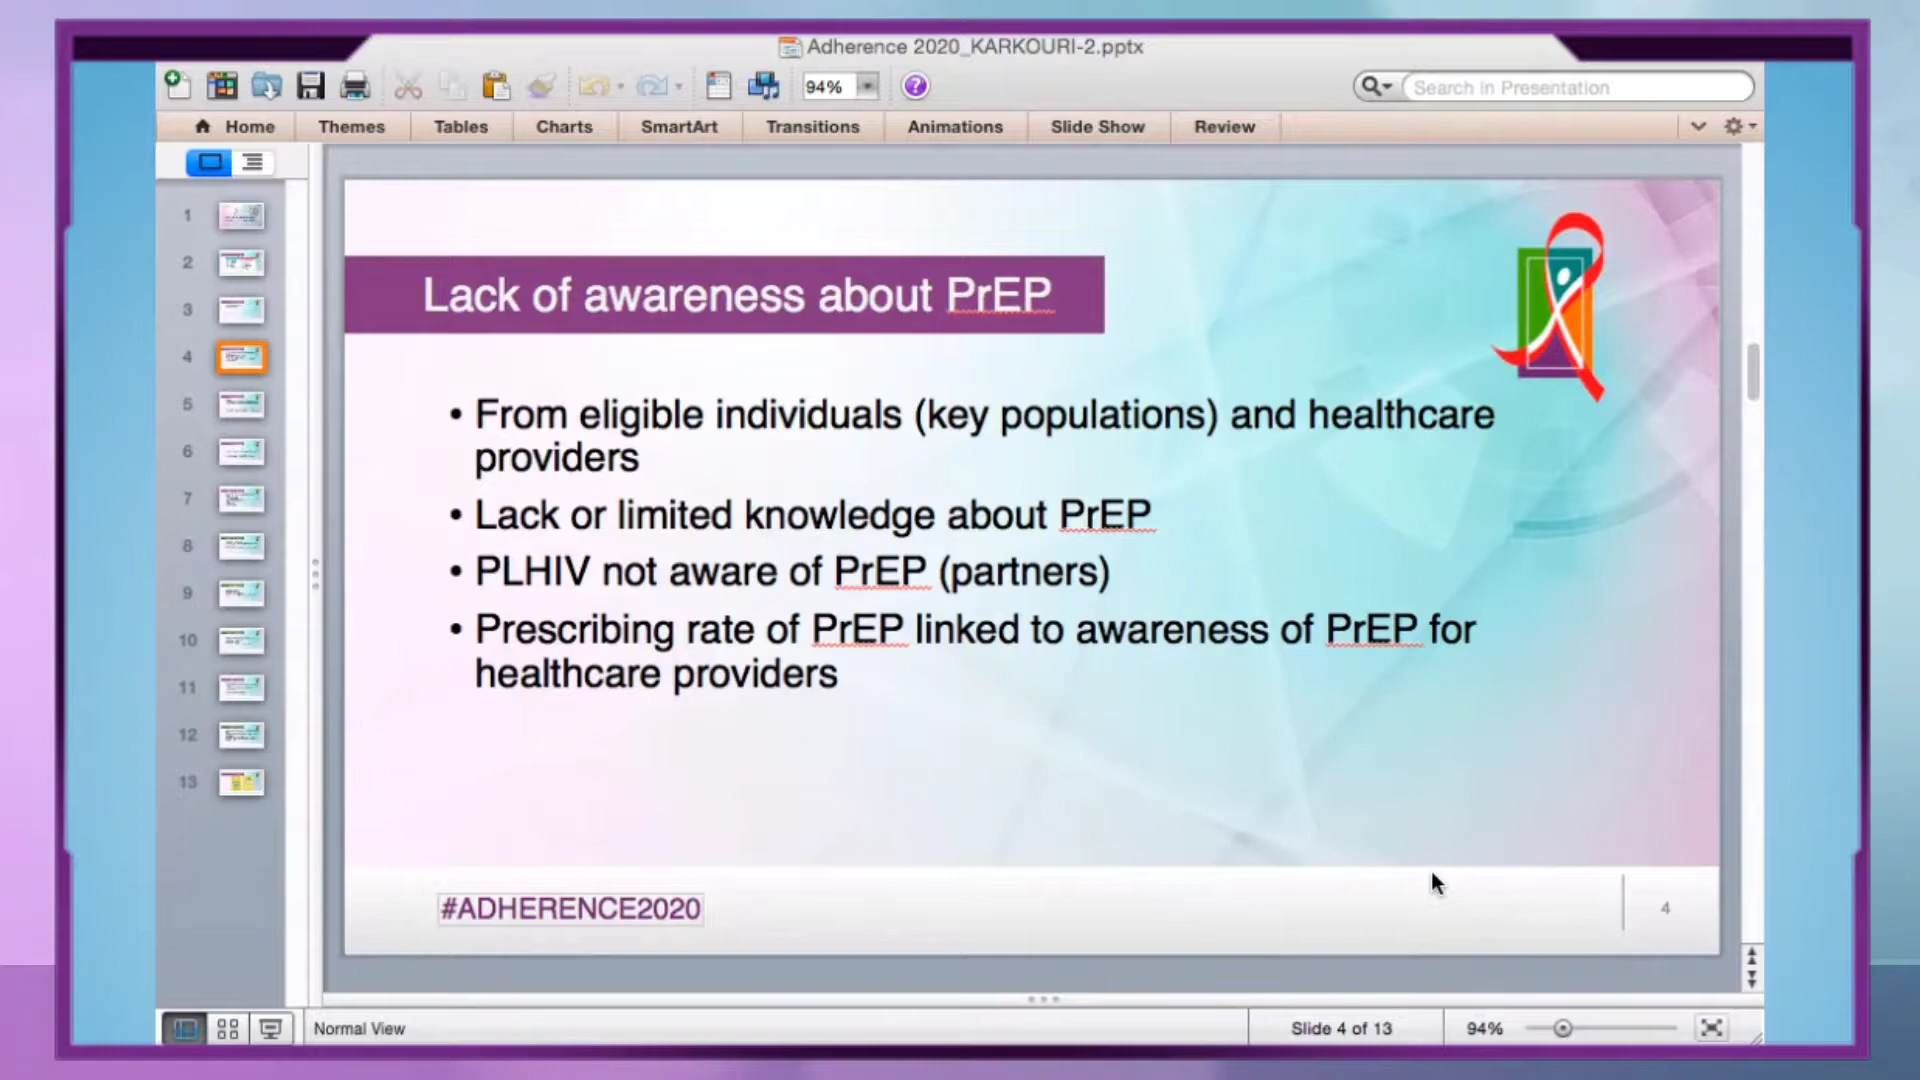 Adherence 2020_KARKOURI-2.pptx
94%
Search in Presentation
Home
Themes
Tables
Charts
SmartArt
Transitions
Animations
Slide Show
Review
1
2
3
4
5
6
7
8
9
10
11
12
13
Lack of awareness about PrEP
• From eligible individuals (key populations) and healthcare
providers
• Lack or limited knowledge about PrEP
• PLHIV not aware of PrEP (partners)
• Prescribing rate of PrEP linked to awareness of PrEP for
healthcare providers
#ADHERENCE2020
4
Normal View
Slide 4 of 13
94%